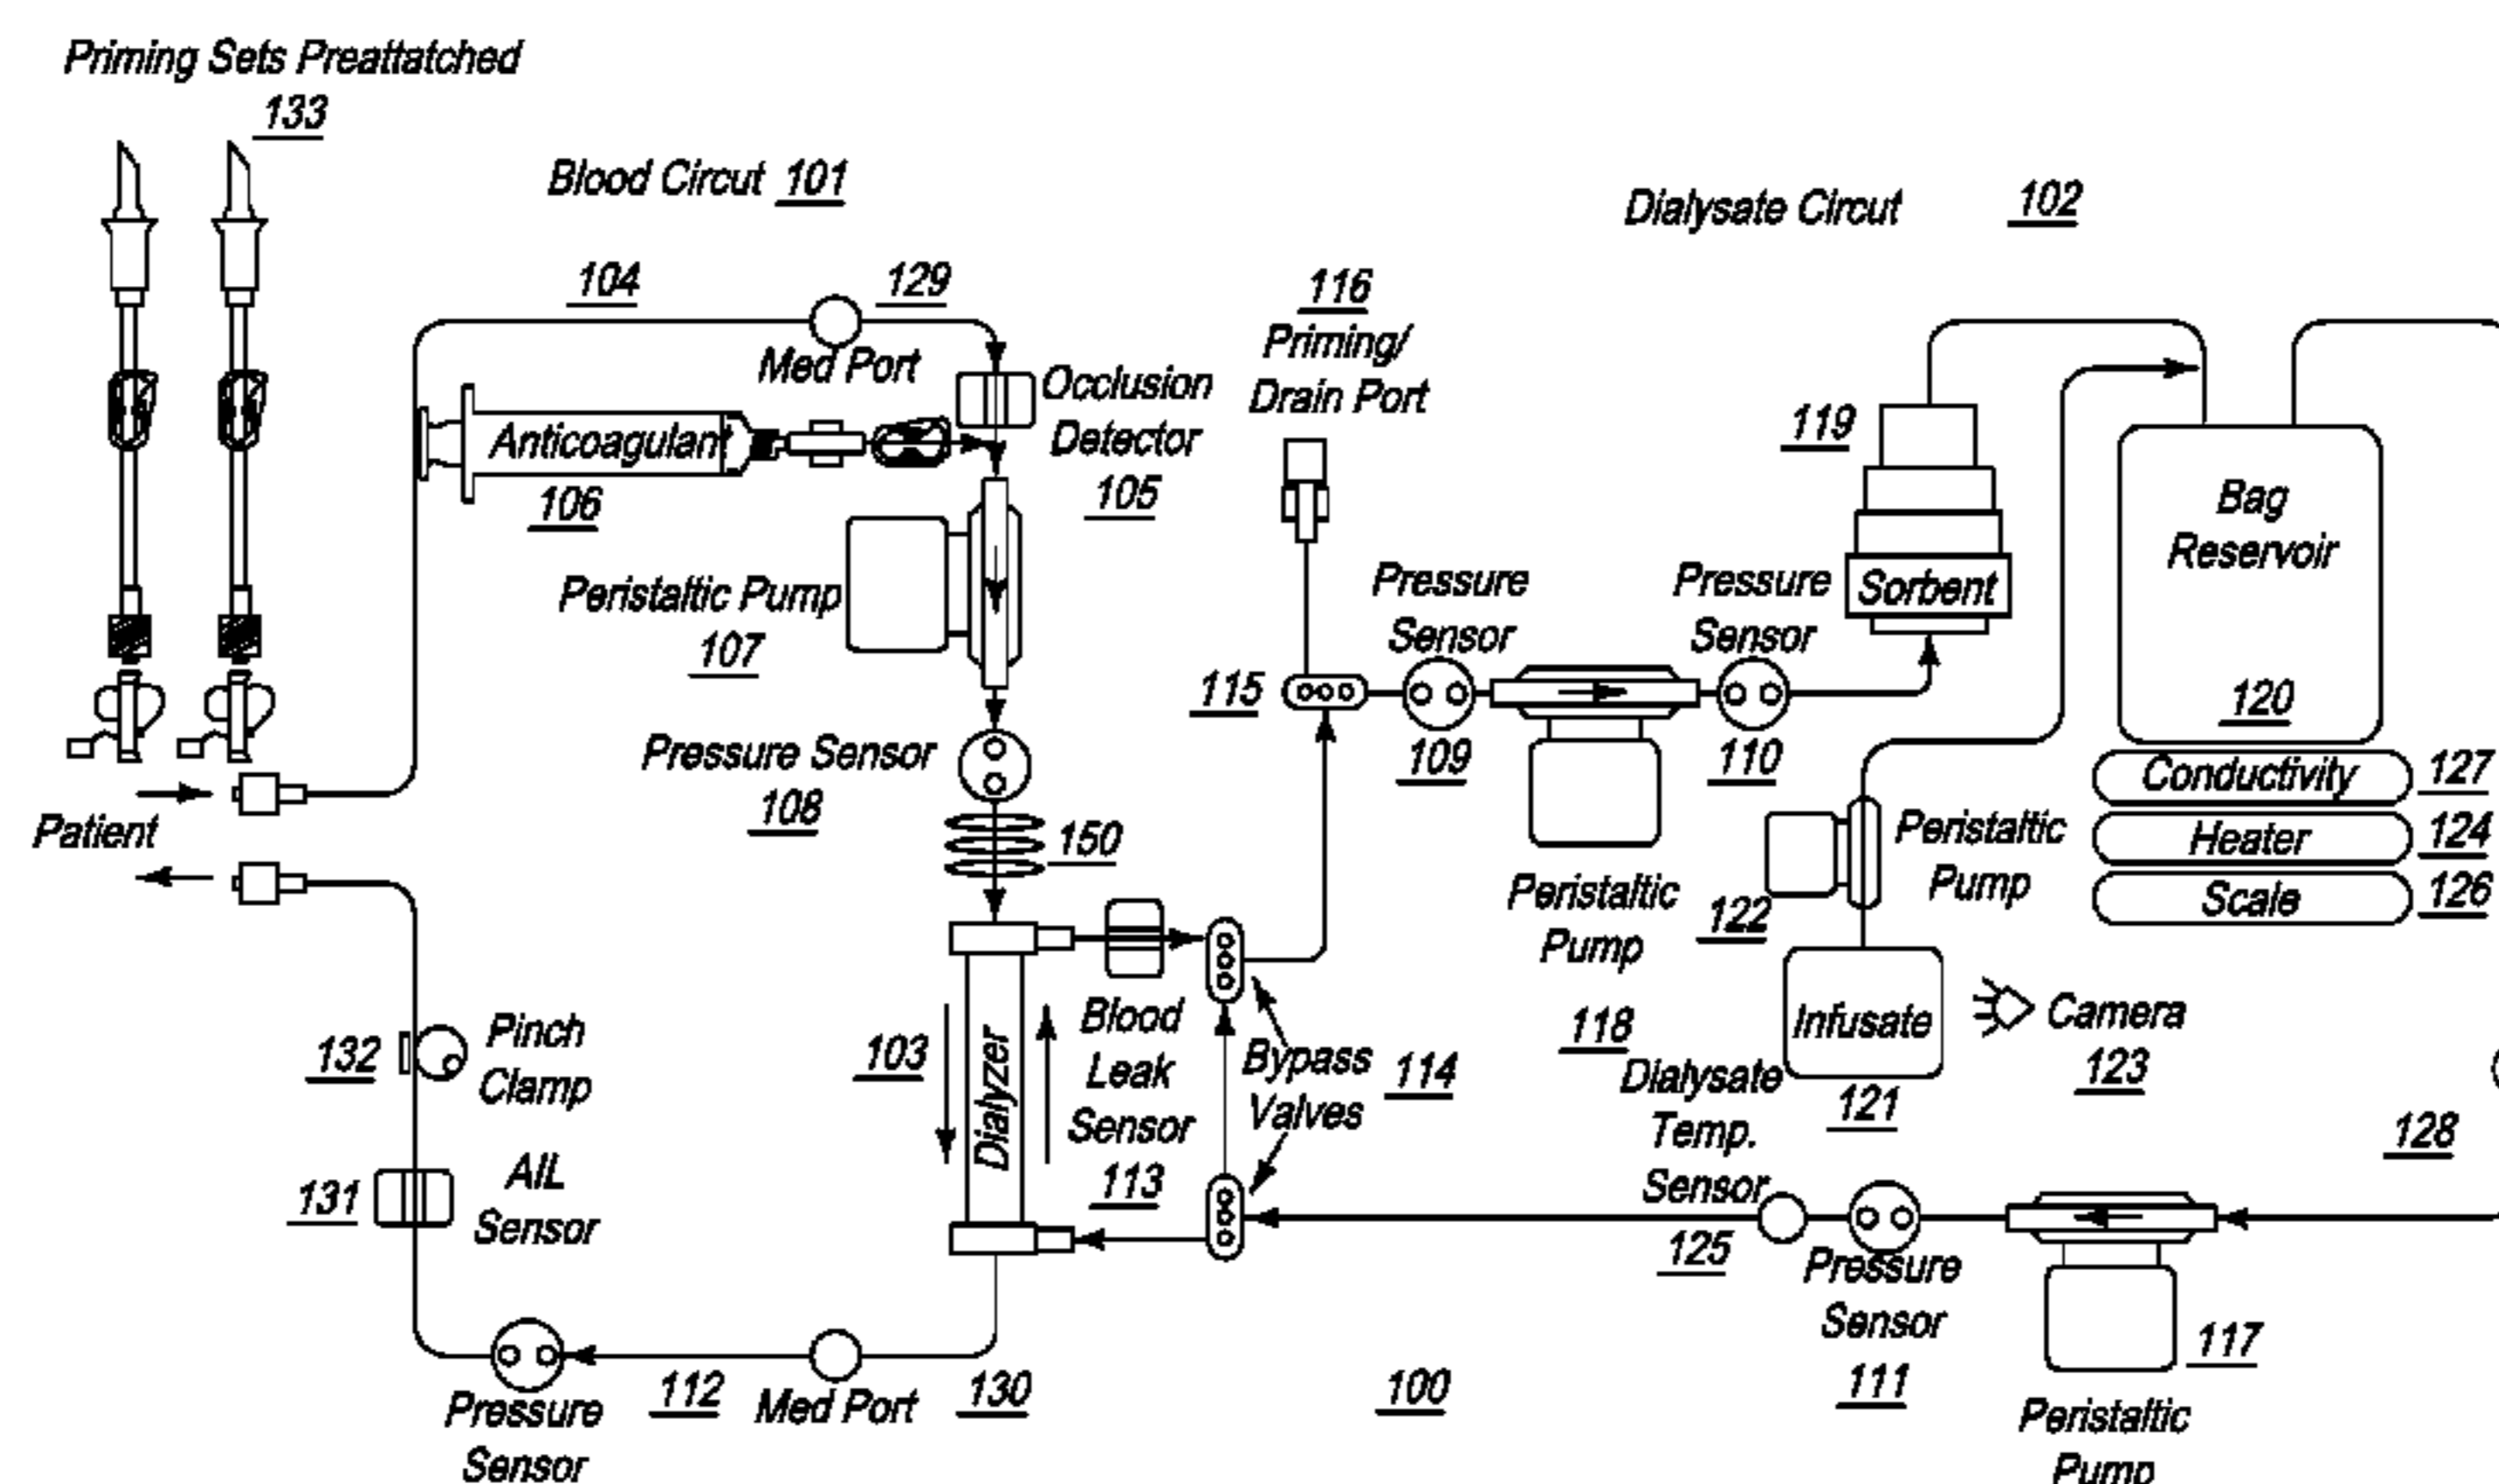 Priming Sets Preattatched
133
Blood Circut 101
Dialysate Circut 102
104
129
Med Port
116
Priming/
Drain Port
Occlusion
Detector
105
Anticoagulant
106
119
Sorbent
Bag
Reservoir
120
Peristaltic Pump
107
Pressure
Sensor
109
Pressure
Sensor
110
115
Pressure Sensor
108
150
Patient
Conductivity 127
Heater 124
Scale 126
Peristaltic
Pump
118
Peristaltic
Pump
122
Infusate
121
Camera
123
Pinch
Clamp
132
103
Dialyzer
Blood
Leak
Sensor
113
Bypass
Valves
114
Dialysate
Temp.
Sensor
125
128
AIL
Sensor
131
Pressure
Sensor
111
117
Peristaltic
Pump
Pressure
Sensor
112
Med Port
130
100